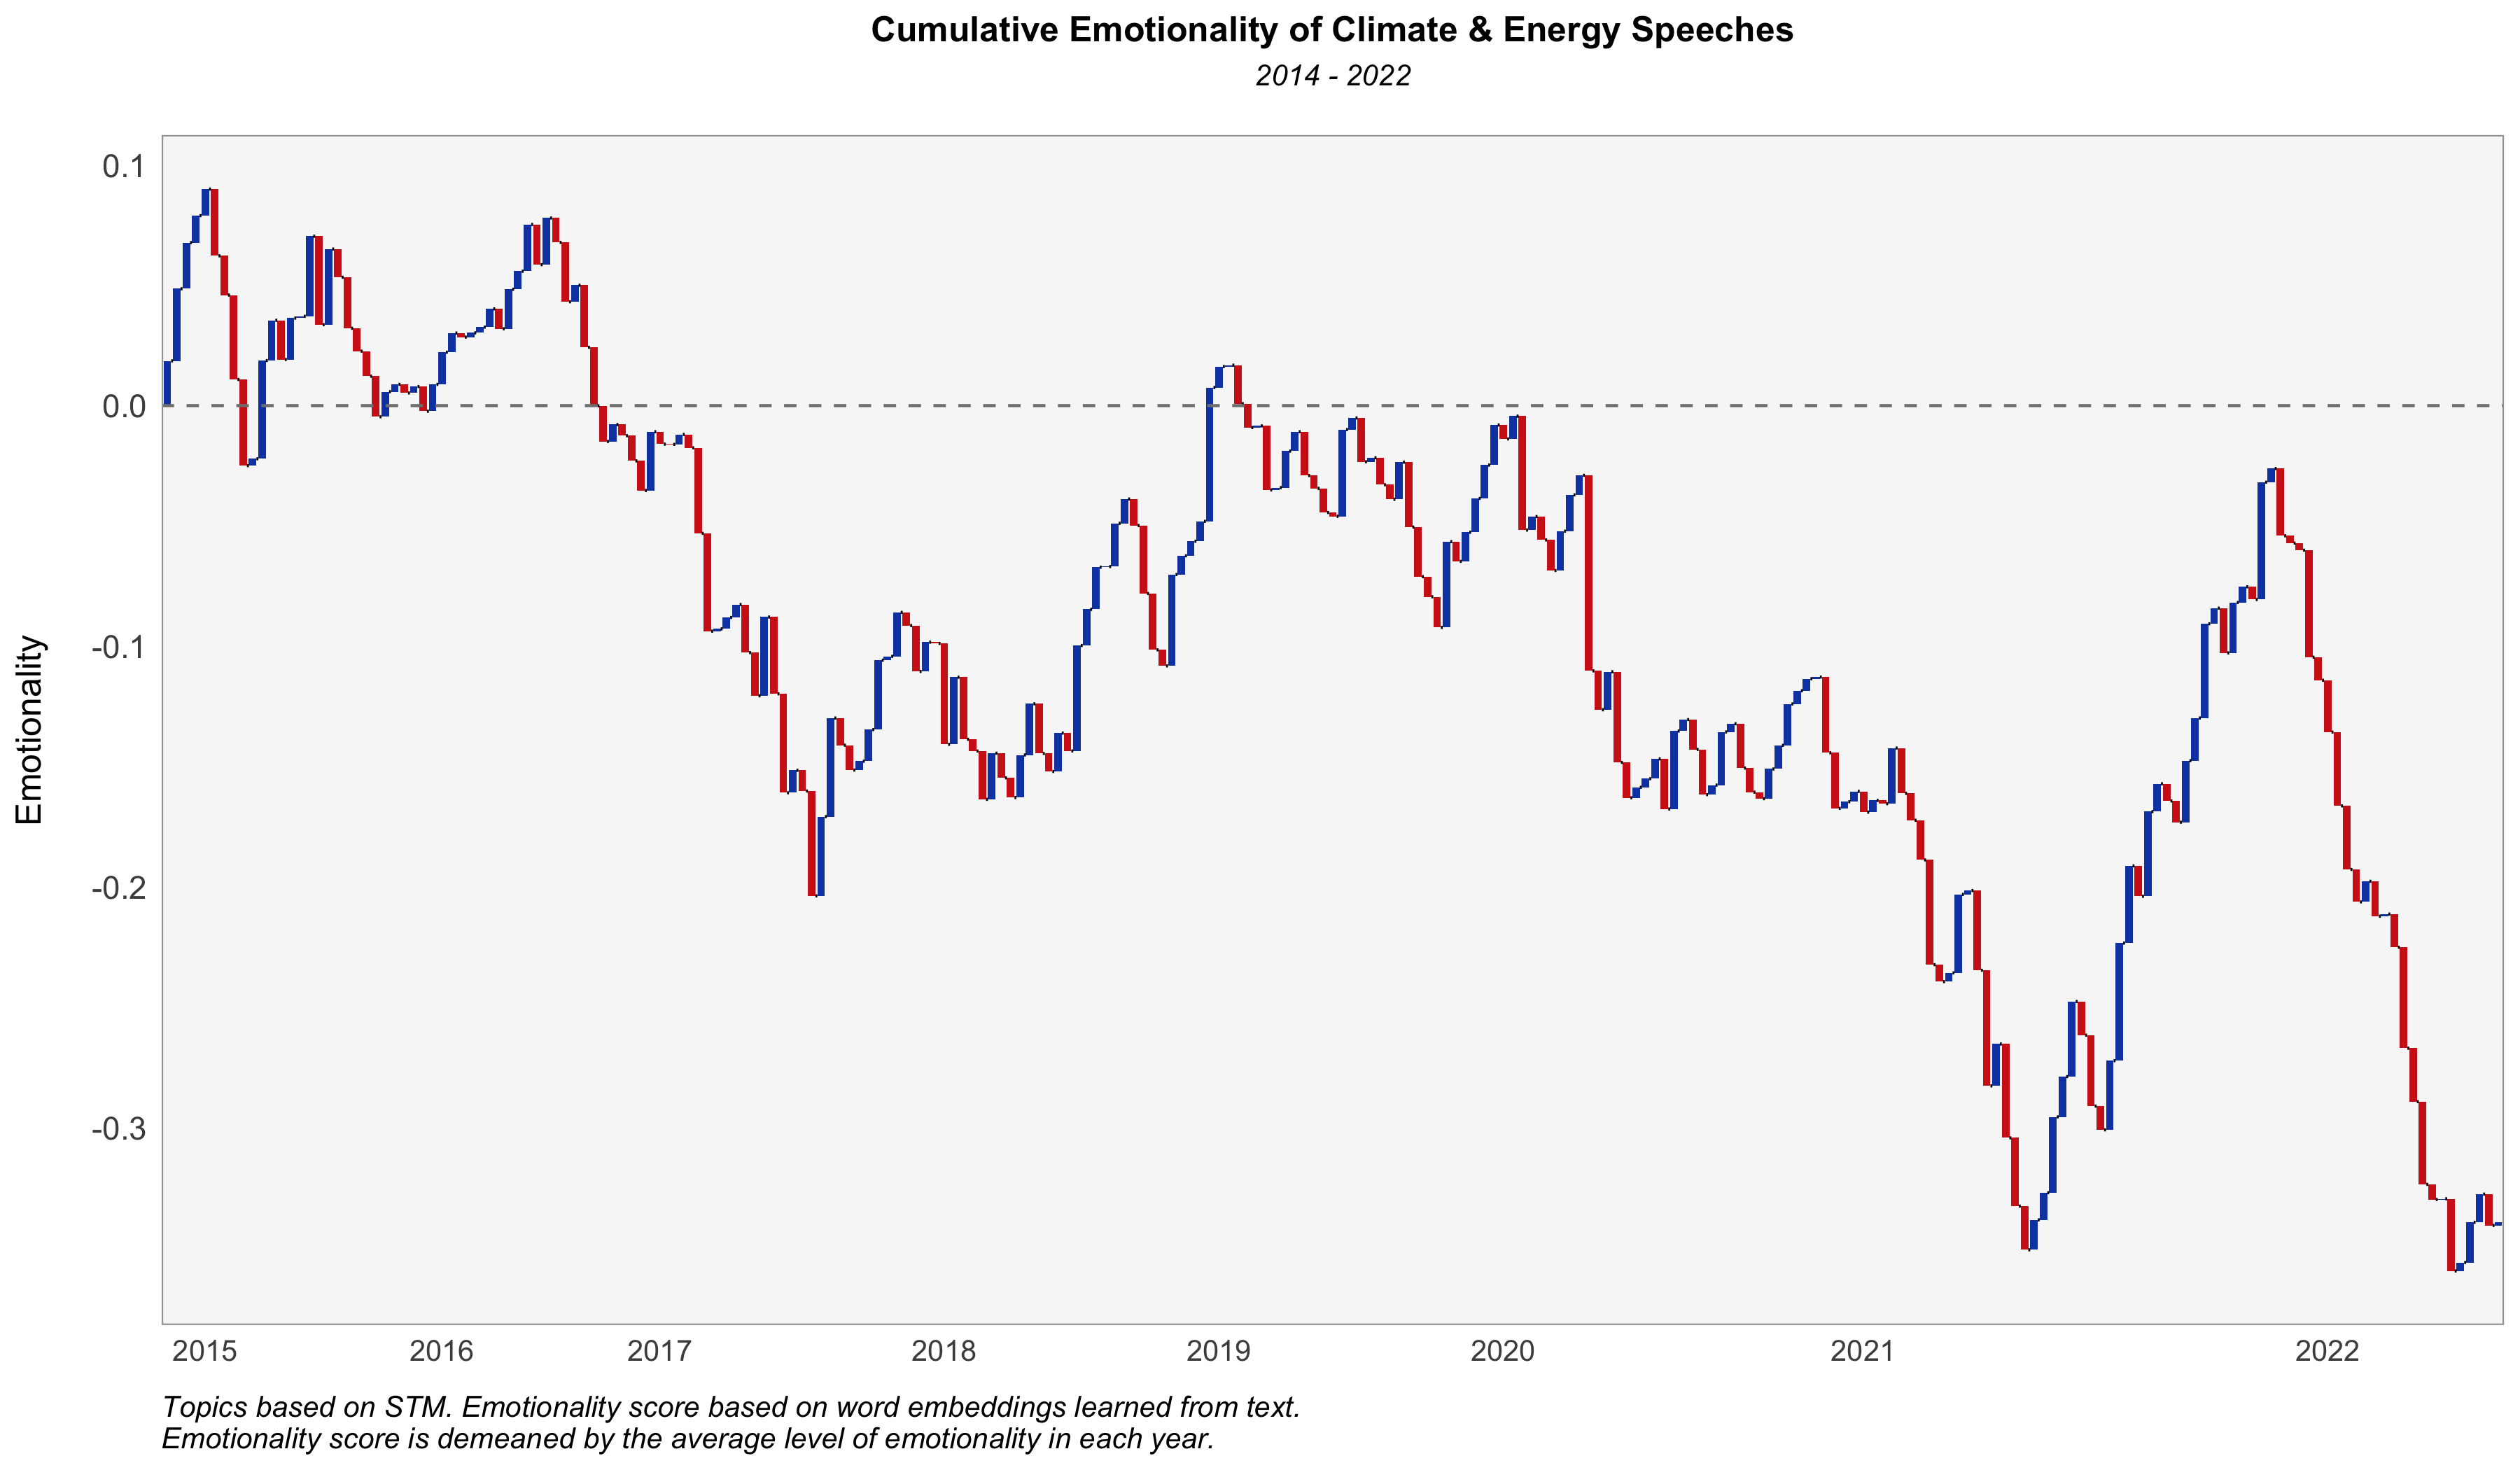 Cumulative Emotionality of Climate & Energy Speeches
2014 - 2022
Emotionality
0.1
0.0
-0.1
-0.2
-0.3
2015 2016 2017 2018 2019 2020 2021 2022
Topics based on STM. Emotionality score based on word embeddings learned from text.
Emotionality score is demeaned by the average level of emotionality in each year.